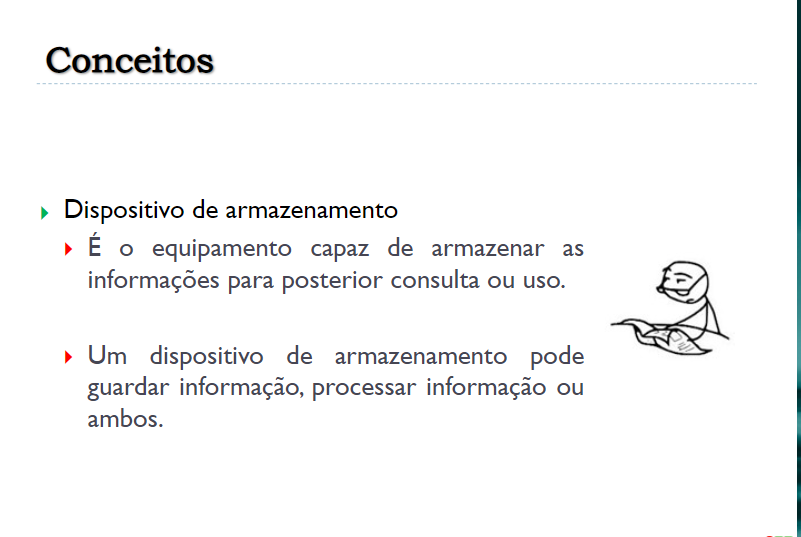 Conceitos
Dispositivo de armazenamento
É o equipamento capaz de armazenar as
informações para posterior consulta ou uso.
Um dispositivo de armazenamento pode
guardar informação, processar informação ou
ambos.